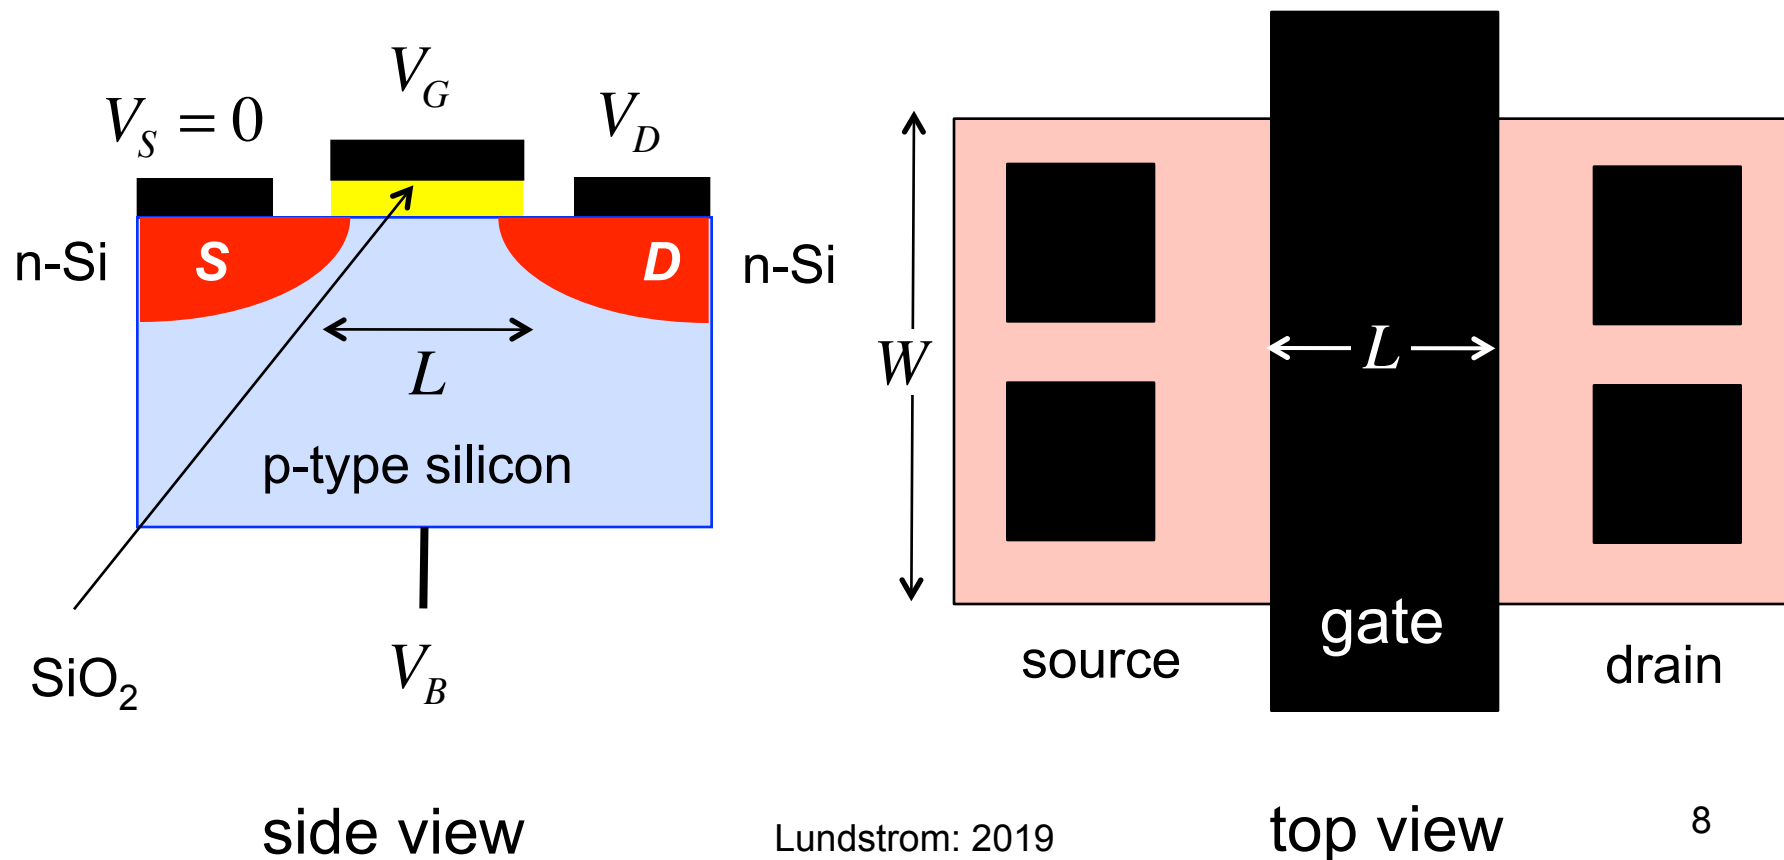 V_G
V_S = 0
V_D
n-Si
S
D
n-Si
L
p-type silicon
SiO₂
V_B
side view
W
L
gate
source
drain
top view
Lundstrom: 2019
8